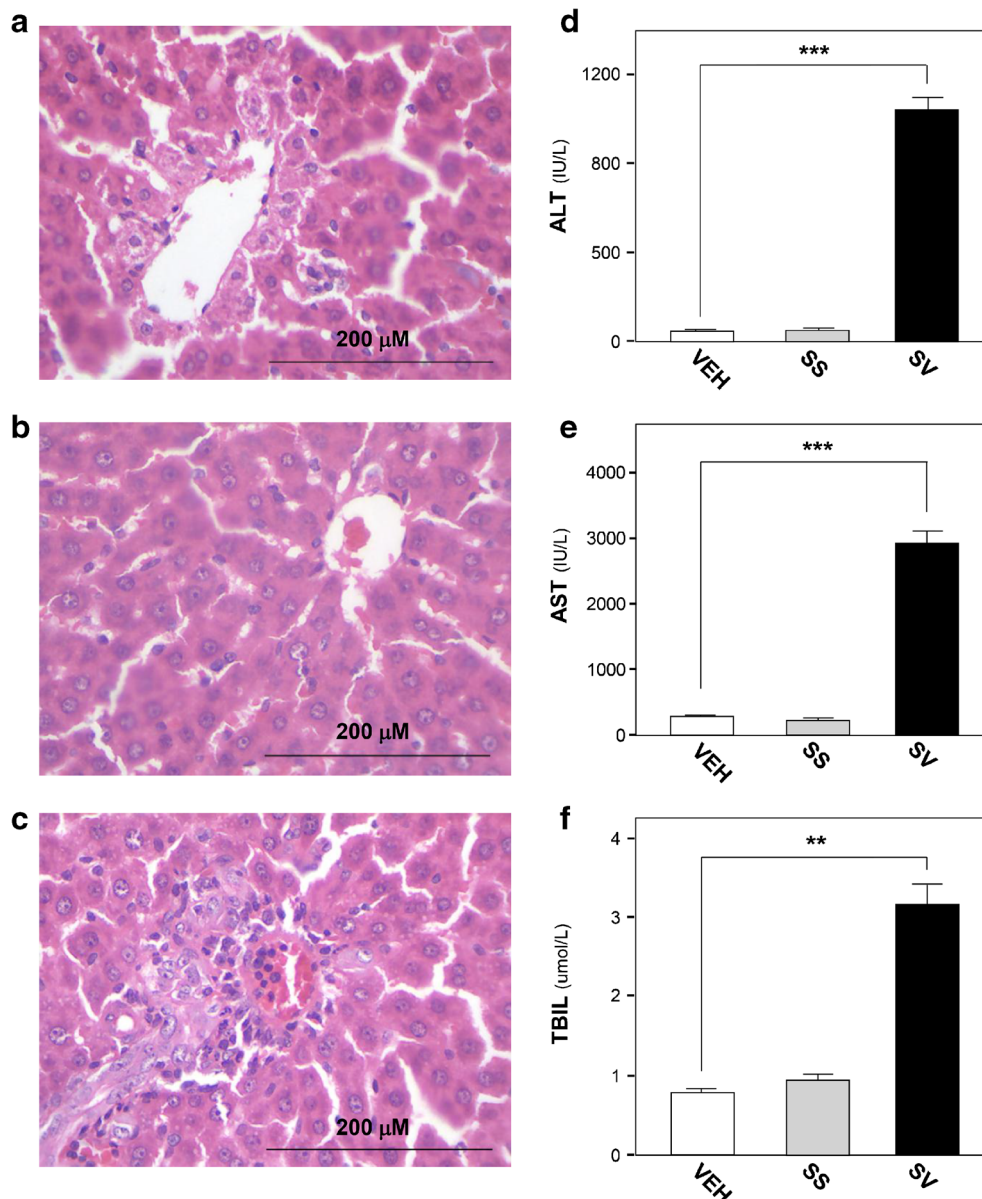 a
200 µM
b
200 µM
c
200 µM
d
***
1200
800
500
0
ALT (IU/L)
VEH
SS
SV
e
***
4000
3000
2000
1000
0
AST (IU/L)
VEH
SS
SV
f
**
4
3
2
1
0
TBIL (umol/L)
VEH
SS
SV